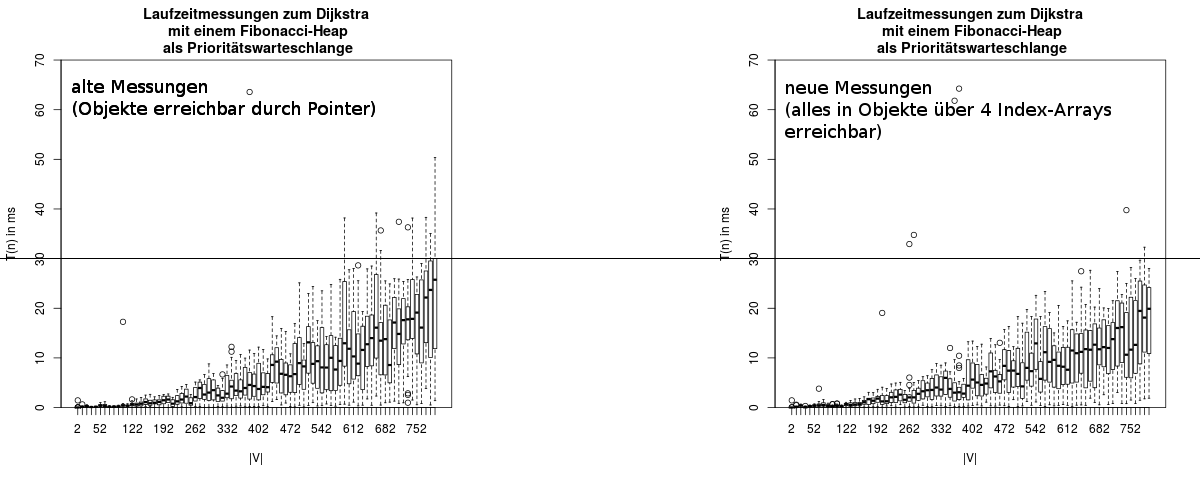 Laufzeitmessungen zum Dijkstra
mit einem Fibonacci-Heap
als Prioritätswarteschlange
alte Messungen
(Objekte erreichbar durch Pointer)
T(n) in ms
70
60
50
40
30
20
10
0
2 52 122 192 262 332 402 472 542 612 682 752
|V|
Laufzeitmessungen zum Dijkstra
mit einem Fibonacci-Heap
als Prioritätswarteschlange
neue Messungen
(alles in Objekte über 4 Index-Arrays
erreichbar)
T(n) in ms
70
60
50
40
30
20
10
0
2 52 122 192 262 332 402 472 542 612 682 752
|V|